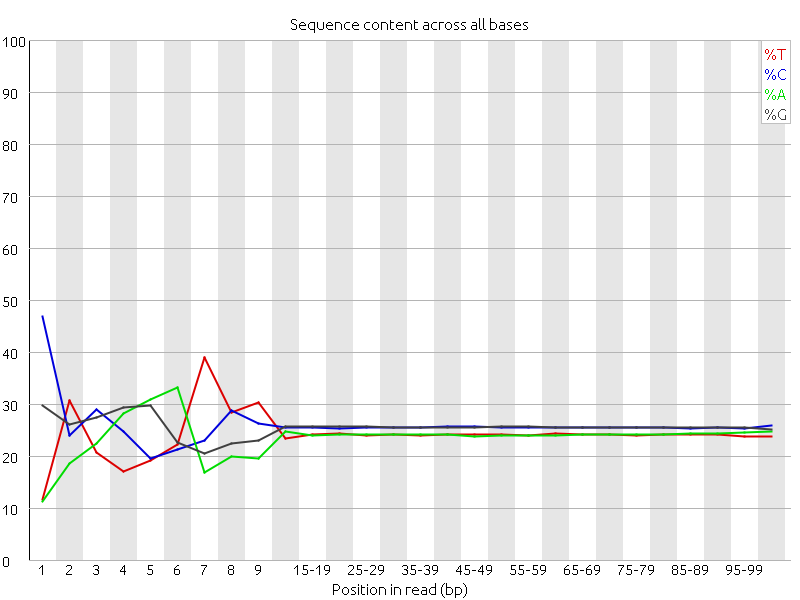 Sequence content across all bases
%T
%C
%A
%G
100
90
80
70
60
50
40
30
20
10
0
1 2 3 4 5 6 7 8 9 15-19 25-29 35-39 45-49 55-59 65-69 75-79 85-89 95-99
Position in read (bp)